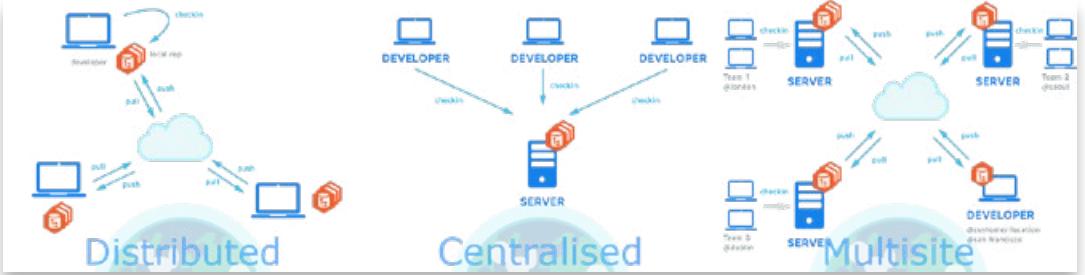 checkin
local rep
developer
push
pull
pull
push
push
pull
Distributed
DEVELOPER
DEVELOPER
DEVELOPER
checkin
checkin
checkin
SERVER
Centralised
checkin
Team 1
@london
SERVER
push
pull
push
pull
SERVER
checkin
Team 2
@seoul
push
pull
push
pull
checkin
Team 3
@dublin
SERVER
DEVELOPER
@customer location
@san francisco
Multisite